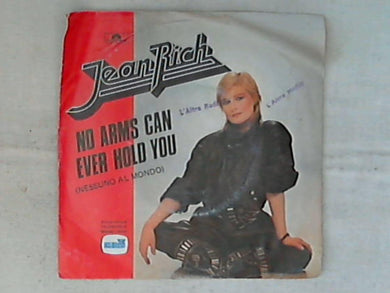 Jean Rich
NO ARMS CAN
EVER HOLD YOU
(NESSUNO AL MONDO)
L'Altra Radio